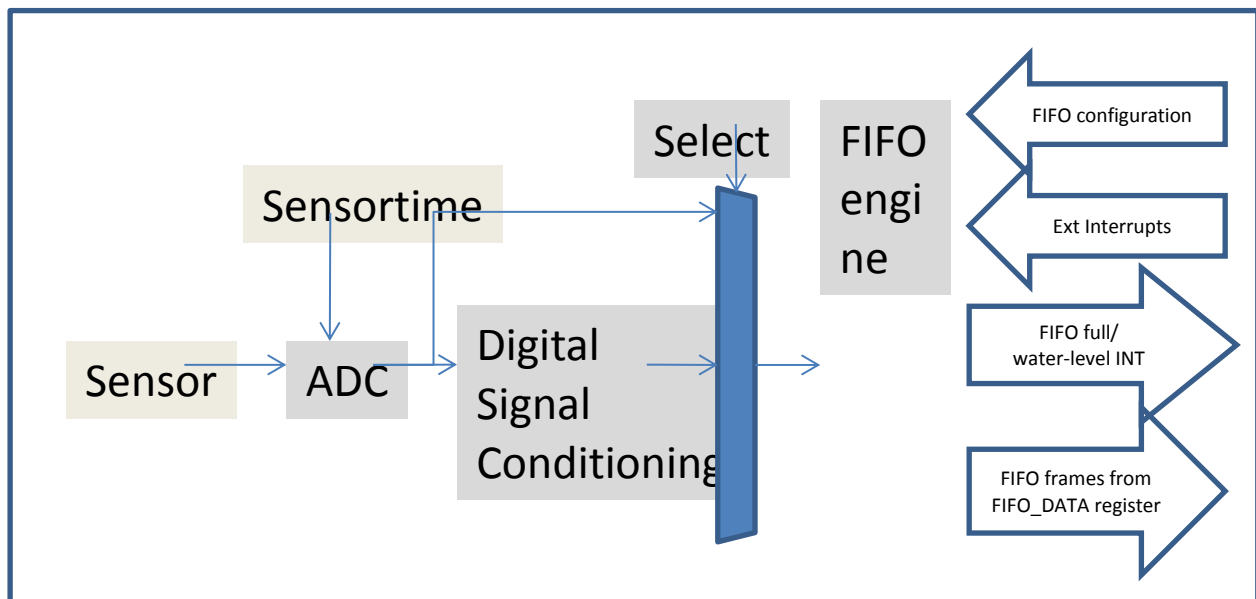 Select
FIFO
engi
ne
Sensortime
Sensor
ADC
Digital
Signal
Conditioning
FIFO configuration
Ext Interrupts
FIFO full/
water-level INT
FIFO frames from
FIFO_DATA register